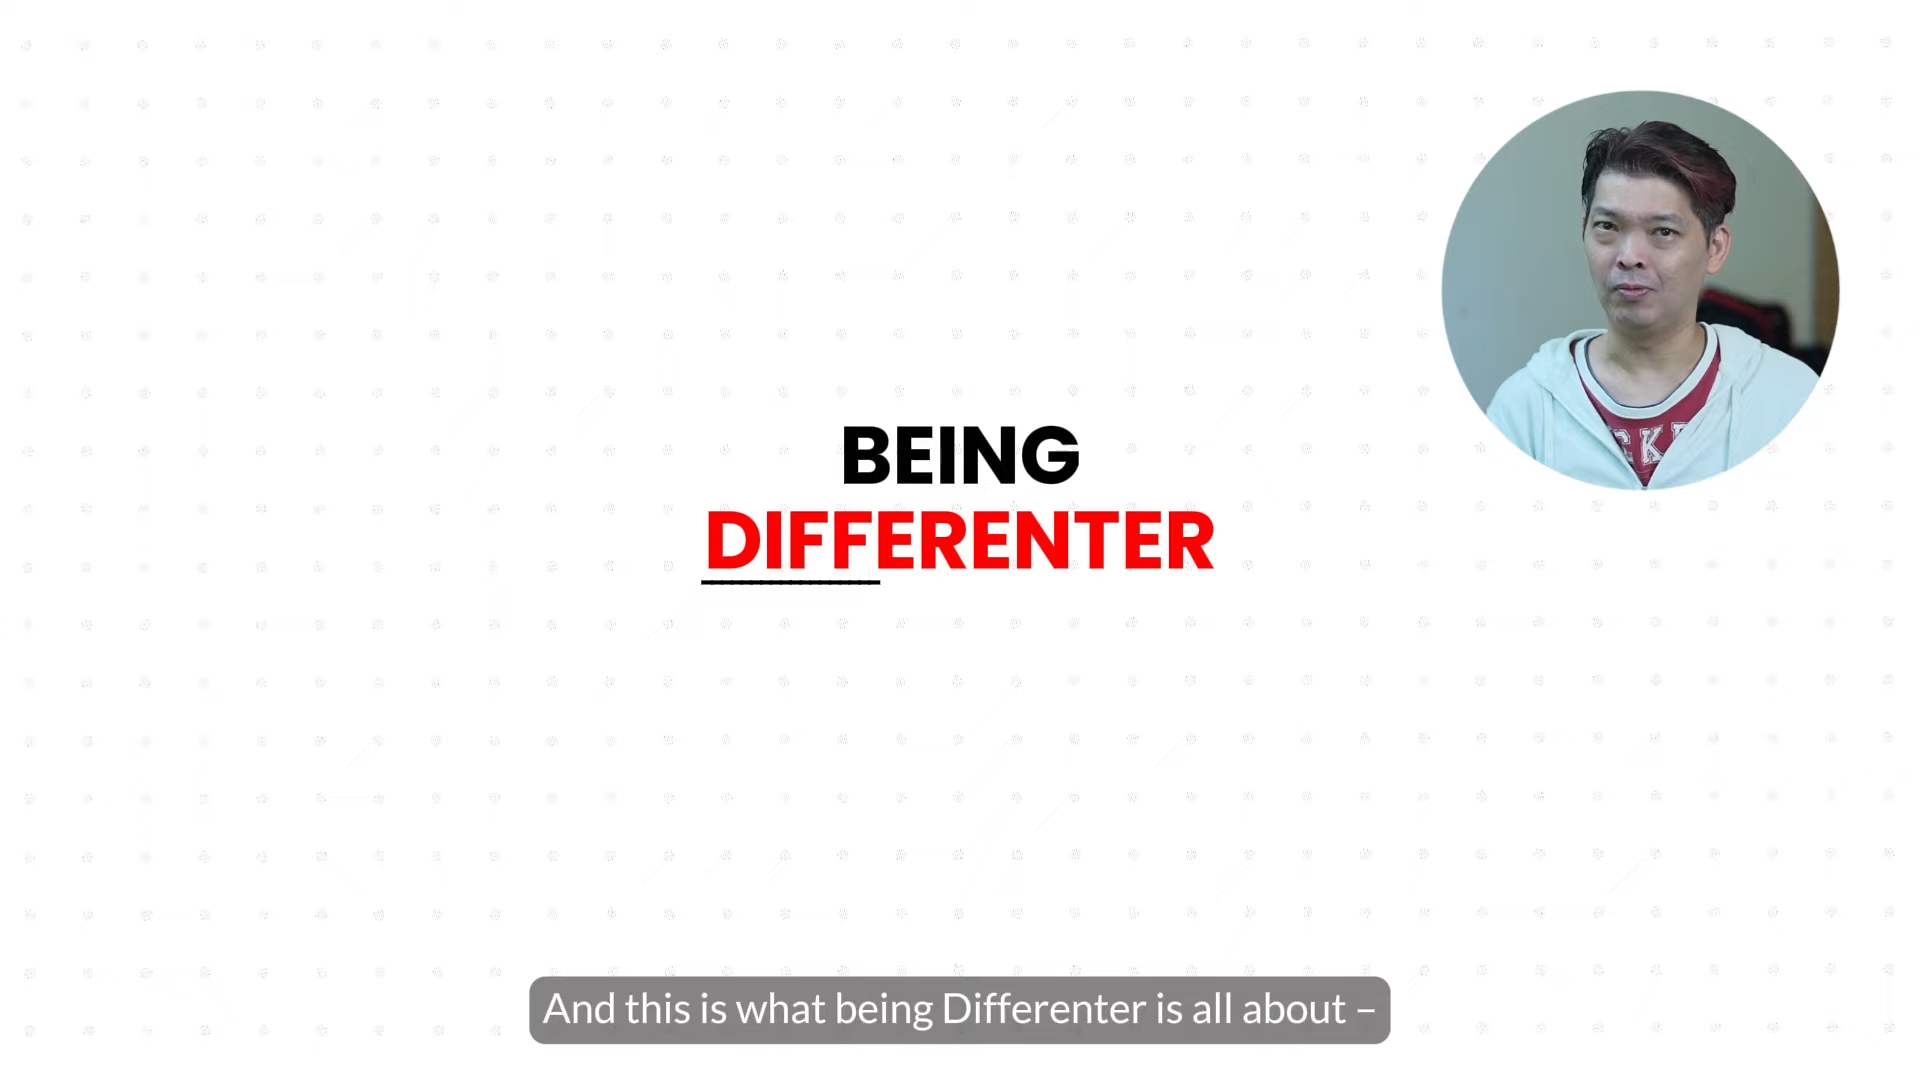 BEING
DIFFERENTER
And this is what being Differenter is all about –